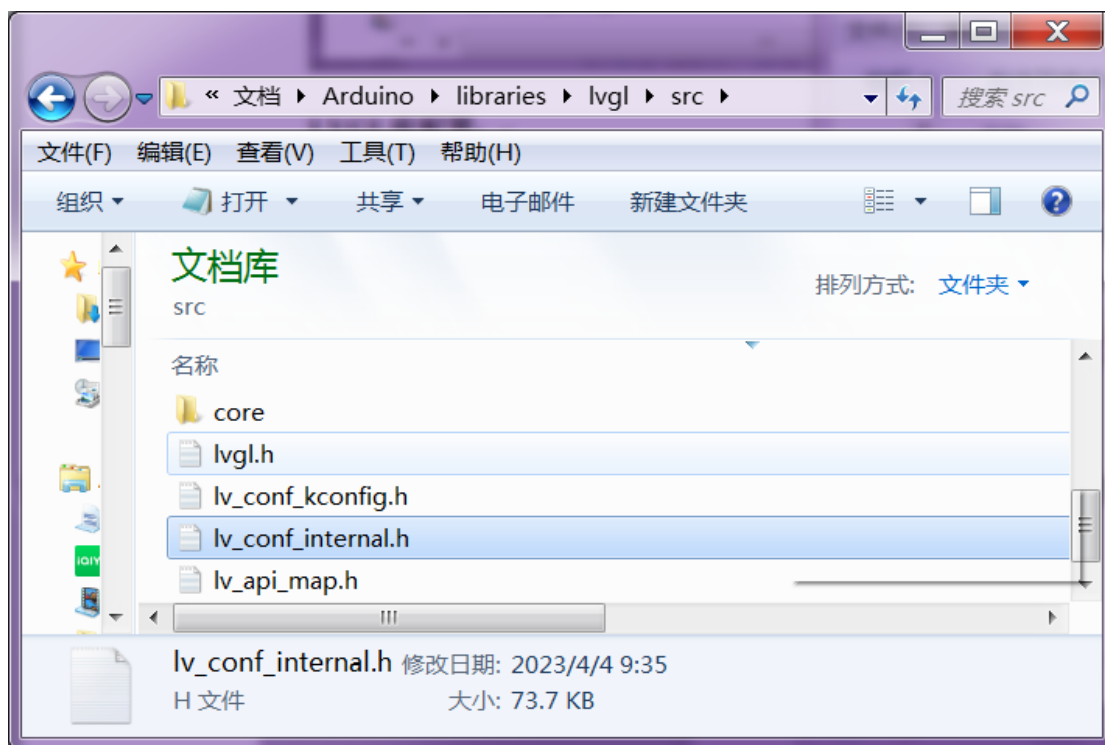 « 文档 ▸ Arduino ▸ libraries ▸ lvgl ▸ src ▸
搜索 src
文件(F) 编辑(E) 查看(V) 工具(T) 帮助(H)
组织 打开 共享 电子邮件 新建文件夹
文档库
src
排列方式: 文件夹
名称
core
lvgl.h
lv_conf_kconfig.h
lv_conf_internal.h
lv_api_map.h
lv_conf_internal.h 修改日期: 2023/4/4 9:35
H 文件 大小: 73.7 KB